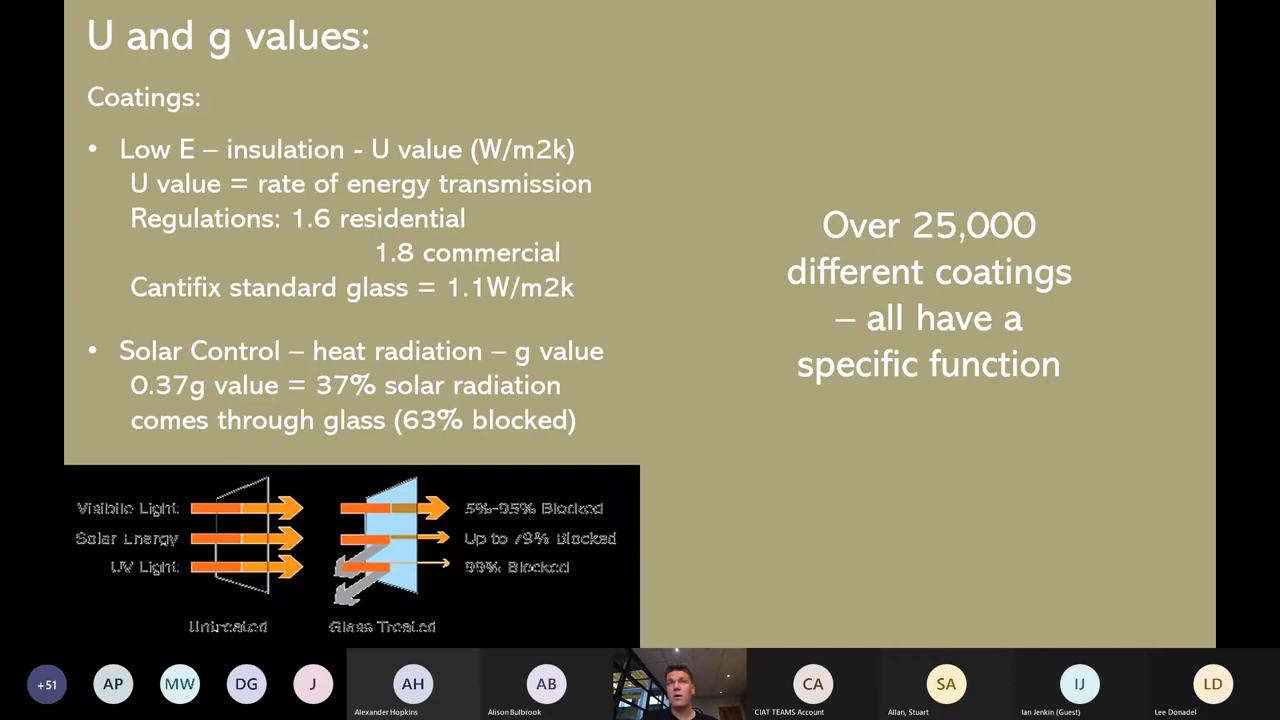 U and g values:
Coatings:
• Low E – insulation - U value (W/m2k)
U value = rate of energy transmission
Regulations: 1.6 residential
1.8 commercial
Cantifix standard glass = 1.1W/m2k
• Solar Control – heat radiation – g value
0.37g value = 37% solar radiation
comes through glass (63% blocked)
Over 25,000
different coatings
– all have a
specific function
Visibile Light
Solar Energy
UV Light
5%-95% Blocked
Up to 79% Blocked
99% Blocked
Untreated
Glass Treated
+51
AP
MW
DG
J
AH
AB
CA
SA
IJ
LD
Alexander Hopkins
Alison Bulbrook
CIAT TEAMS Account
Allan, Stuart
Ian Jenkin (Guest)
Lee Donadel